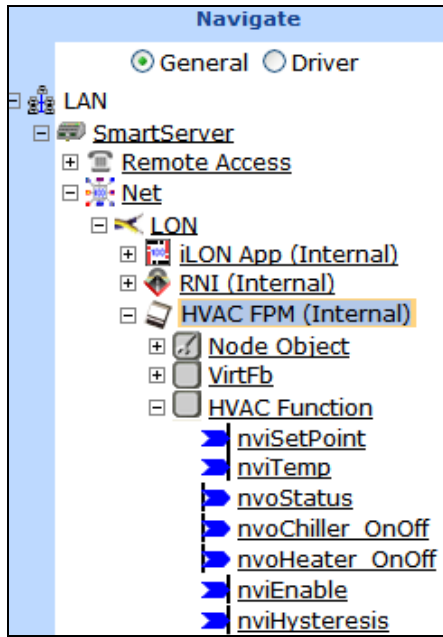 Navigate
General Driver
LAN
SmartServer
Remote Access
Net
LON
iLON App (Internal)
RNI (Internal)
HVAC FPM (Internal)
Node Object
VirtFb
HVAC Function
nviSetPoint
nviTemp
nvoStatus
nvoChiller_OnOff
nvoHeater_OnOff
nviEnable
nviHysteresis